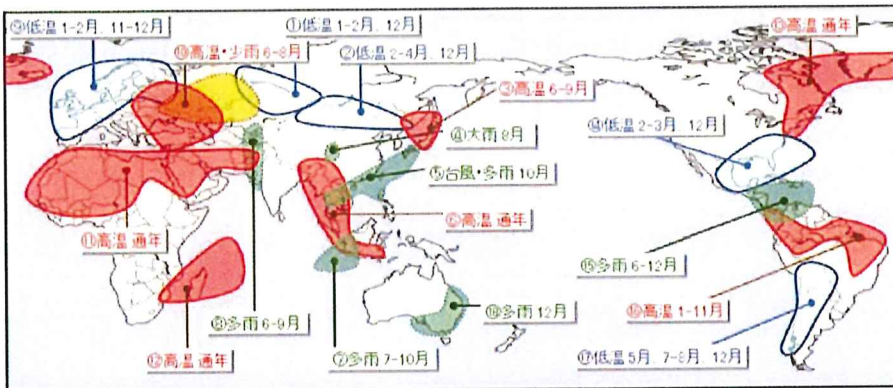 ⑨低温 1-2月、11-12月
①低温 1-2月、12月
⑩高温・少雨 6-8月
②低温 2-4月、12月
⑬高温 通年
③高温 6-9月
④大雨 8月
⑭低温 2-3月、12月
⑤台風・多雨 10月
⑥高温 通年
⑪高温 通年
⑮多雨 6-12月
⑧多雨 6-9月
⑱多雨 12月
⑯高温 1-11月
⑫高温 通年
⑦多雨 7-10月
⑰低温 5月、7-8月、12月